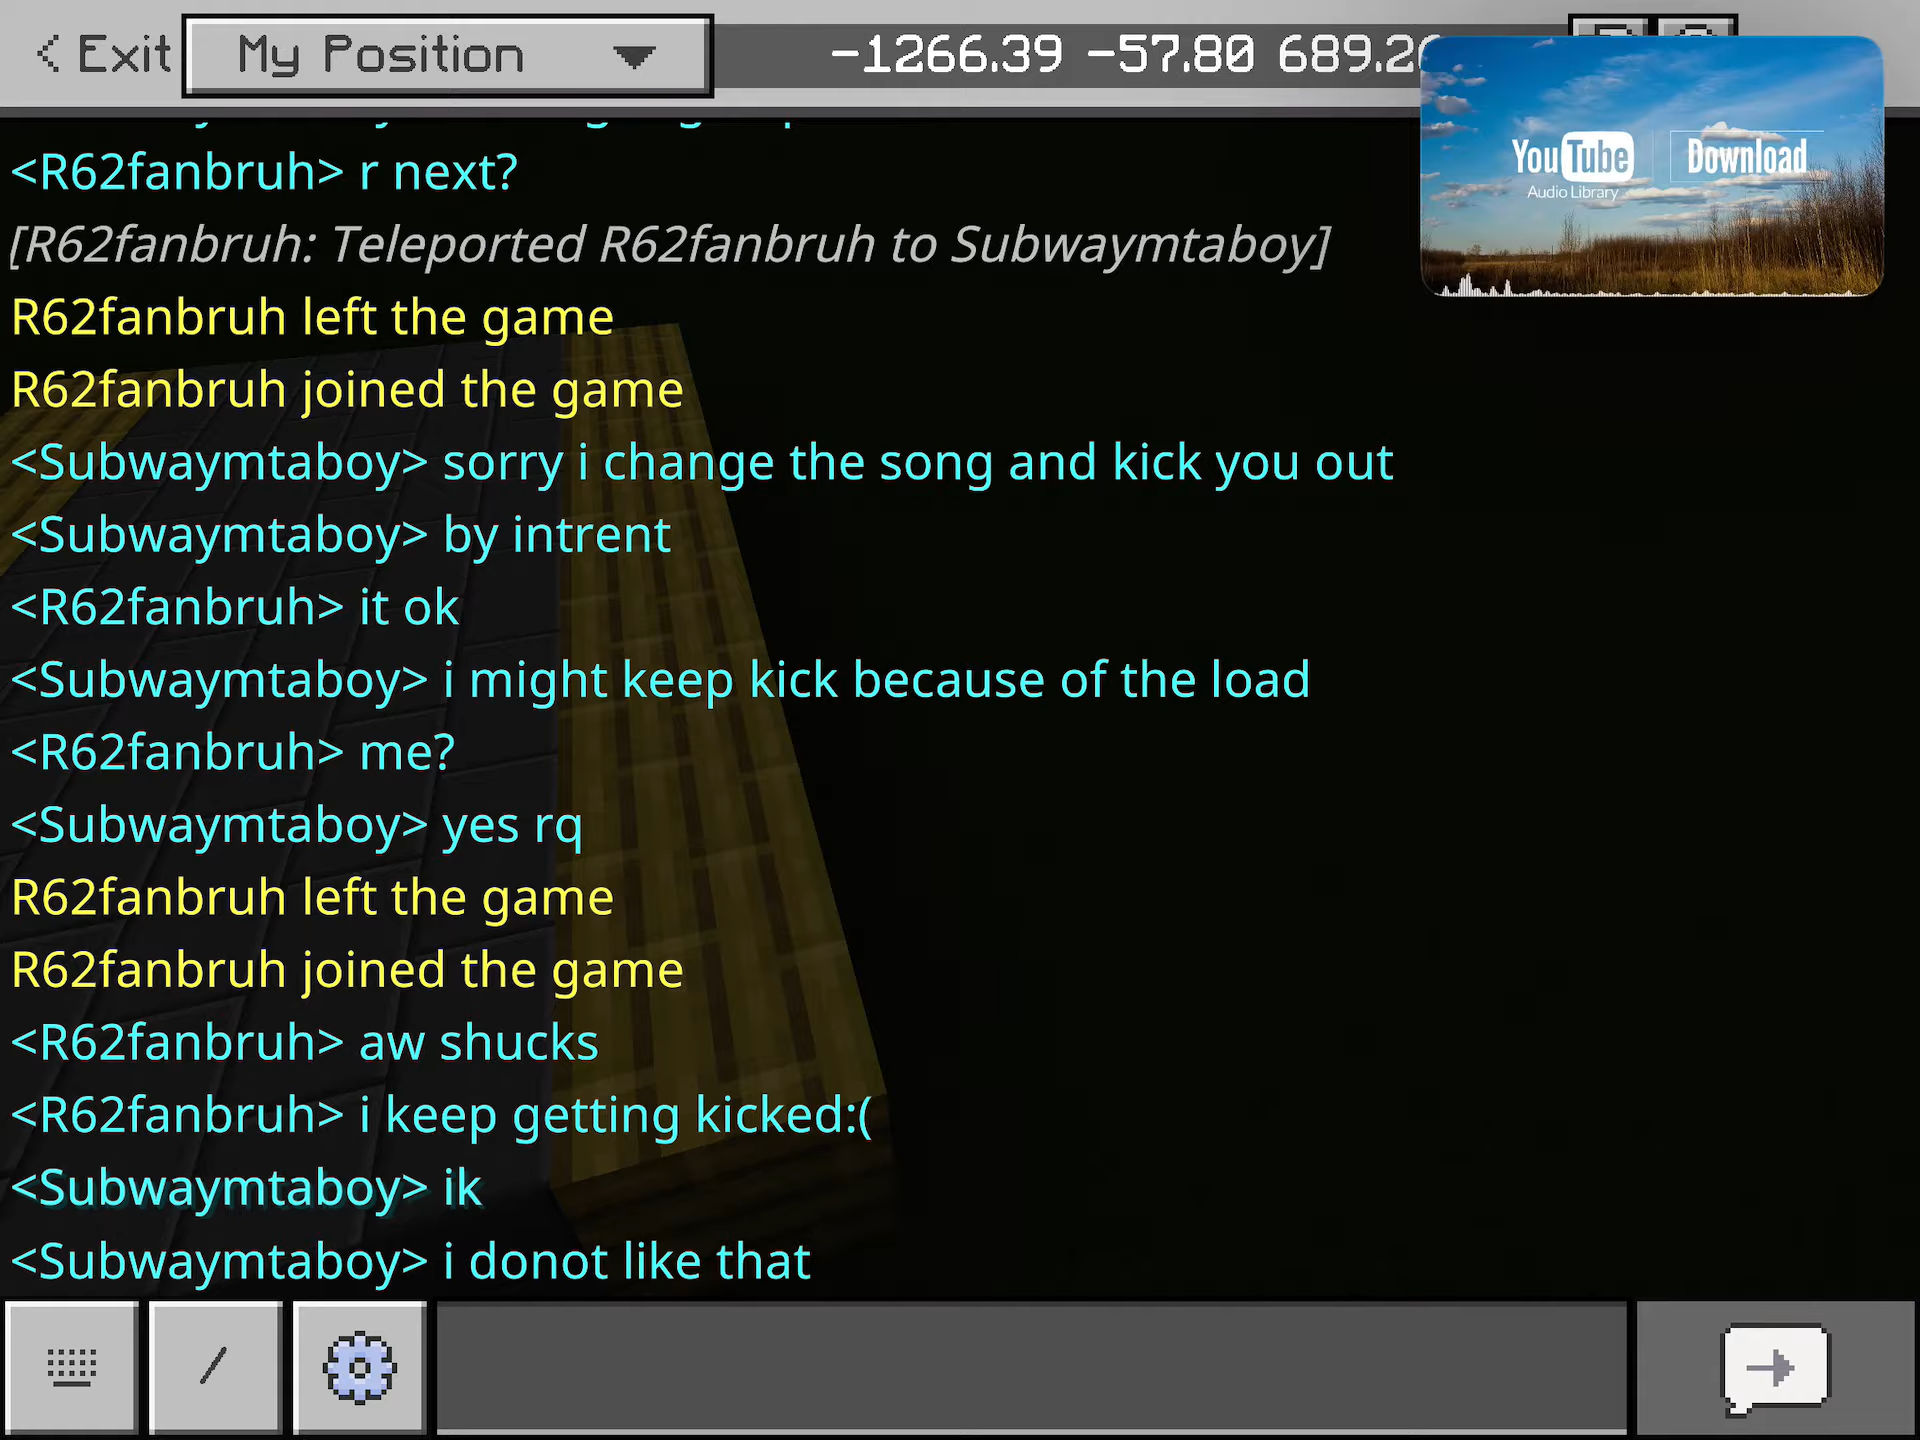 Exit
My Position
-1266.39 -57.80 689.2
You Tube
Audio Library
Download
<R62fanbruh> r next?
[R62fanbruh: Teleported R62fanbruh to Subwaymtaboy]
R62fanbruh left the game
R62fanbruh joined the game
<Subwaymtaboy> sorry i change the song and kick you out
<Subwaymtaboy> by intrent
<R62fanbruh> it ok
<Subwaymtaboy> i might keep kick because of the load
<R62fanbruh> me?
<Subwaymtaboy> yes rq
R62fanbruh left the game
R62fanbruh joined the game
<R62fanbruh> aw shucks
<R62fanbruh> i keep getting kicked:(
<Subwaymtaboy> ik
<Subwaymtaboy> i donot like that
/